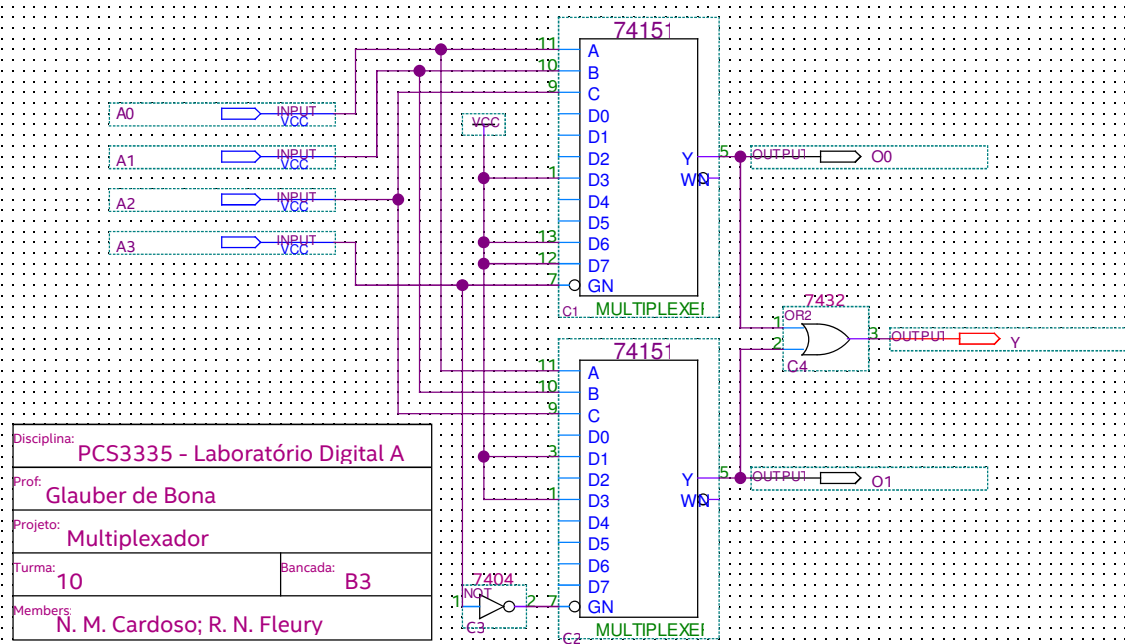 74151
11 A
10 B
9 C
D0
D1
D2
1 D3
D4
D5
13 D6
12 D7
7 GN
Y 5
WN
C1 MULTIPLEXER
A0 INPUT
VCC
A1 INPUT
VCC
A2 INPUT
VCC
A3 INPUT
VCC
VCC
OUTPUT O0
7432
OR2
1
2
3
C4
OUTPUT Y
74151
11 A
10 B
9 C
D0
3 D1
D2
1 D3
D4
D5
D6
D7
7 GN
Y 5
WN
C2 MULTIPLEXER
OUTPUT O1
7404
NOT
1 2
C3
Disciplina: PCS3335 - Laboratório Digital A
Prof: Glauber de Bona
Projeto: Multiplexador
Turma: 10 Bancada: B3
Members: N. M. Cardoso; R. N. Fleury